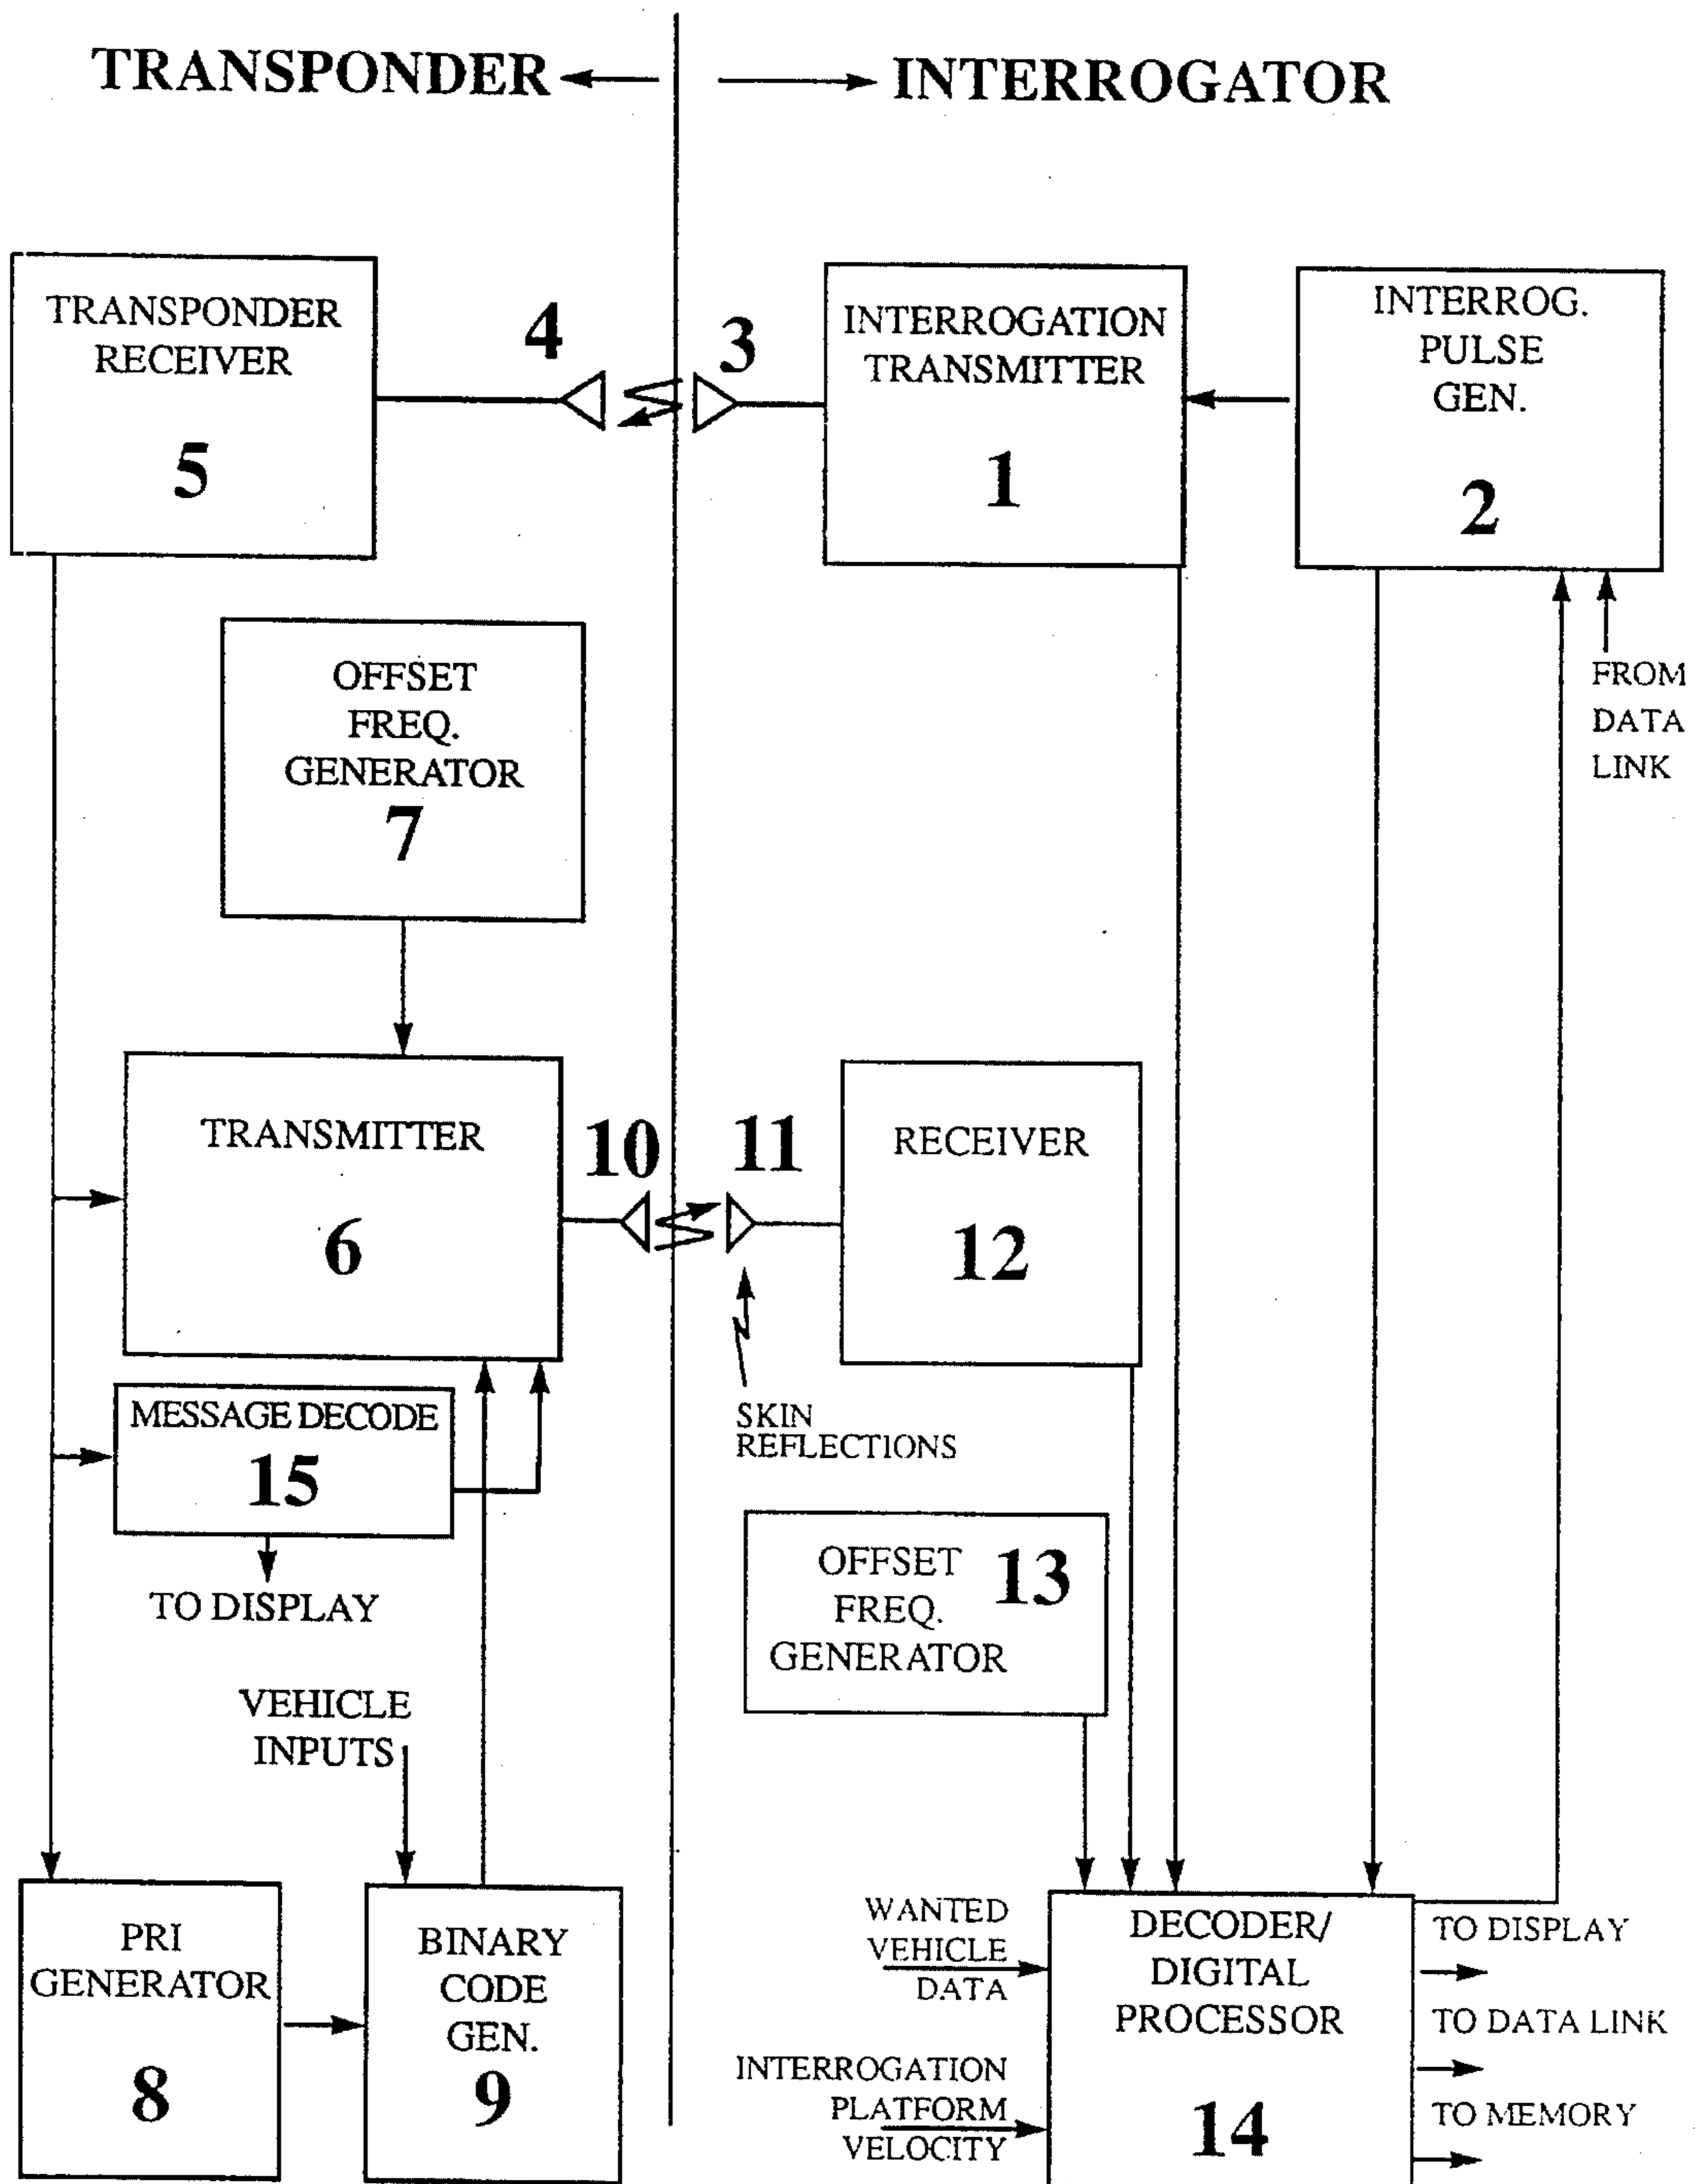 TRANSPONDER
INTERROGATOR
TRANSPONDER
RECEIVER
5
4
3
INTERROGATION
TRANSMITTER
1
INTERROG.
PULSE
GEN.
2
FROM
DATA
LINK
OFFSET
FREQ.
GENERATOR
7
TRANSMITTER
6
10
11
RECEIVER
12
SKIN
REFLECTIONS
MESSAGE DECODE
15
TO DISPLAY
OFFSET
FREQ.
GENERATOR
13
VEHICLE
INPUTS
PRI
GENERATOR
8
BINARY
CODE
GEN.
9
WANTED
VEHICLE
DATA
INTERROGATION
PLATFORM
VELOCITY
DECODER/
DIGITAL
PROCESSOR
14
TO DISPLAY
TO DATA LINK
TO MEMORY